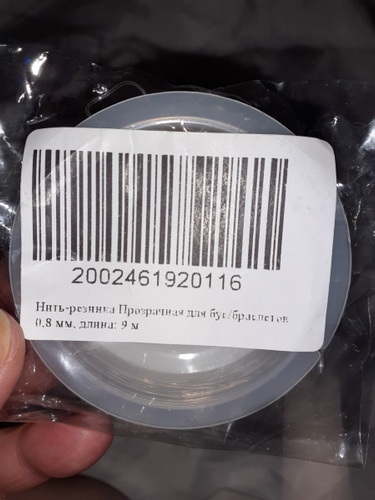 2002461920116
Нить-резинка Прозрачная для бус/браслетов
0,8 мм, длина: 9 м